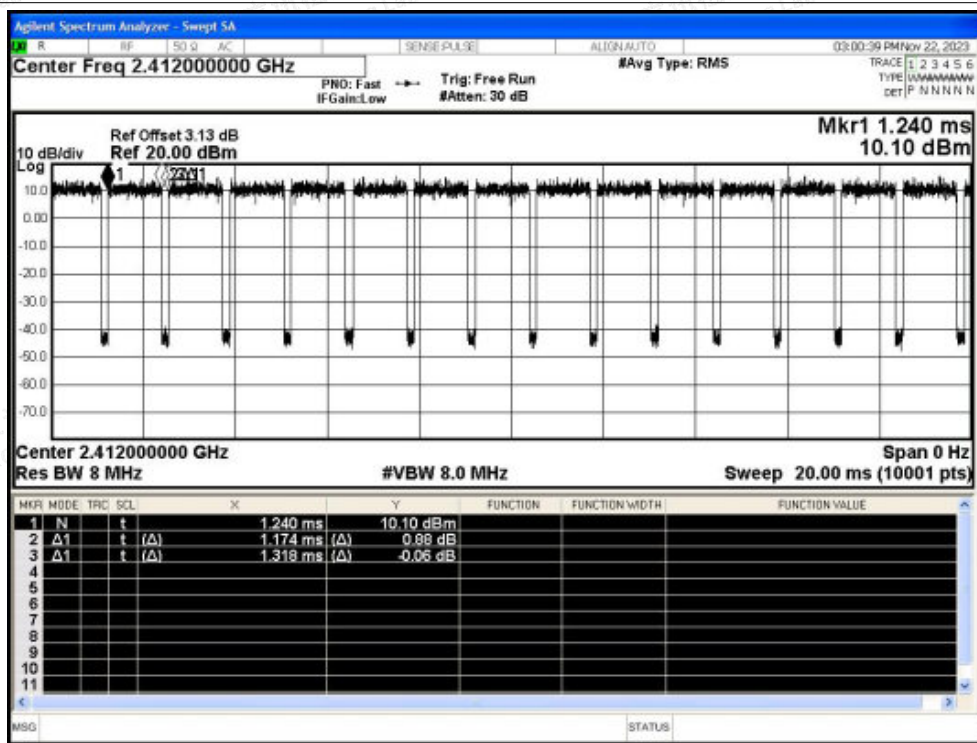 Agilent Spectrum Analyzer - Swept SA
R RF 50 Ω AC SENSE:PULSE ALIGN AUTO 03:00:39 PM Nov 22, 2023
Center Freq 2.412000000 GHz
#Avg Type: RMS
TRACE 1 2 3 4 5 6
TYPE
DET P N N N N N
PNO: Fast
IFGain:Low
Trig: Free Run
#Atten: 30 dB
Mkr1 1.240 ms
10.10 dBm
Ref Offset 3.13 dB
Ref 20.00 dBm
10 dB/div
Log
1
10.0
0.00
-10.0
-20.0
-30.0
-40.0
-50.0
-60.0
-70.0
Center 2.412000000 GHz Span 0 Hz
Res BW 8 MHz #VBW 8.0 MHz Sweep 20.00 ms (10001 pts)
MKR MODE TRC SCL X Y FUNCTION FUNCTION WIDTH FUNCTION VALUE
1 N t 1.240 ms 10.10 dBm
2 Δ1 t (Δ) 1.174 ms (Δ) 0.88 dB
3 Δ1 t (Δ) 1.318 ms (Δ) -0.06 dB
4
5
6
7
8
9
10
11
MSG STATUS